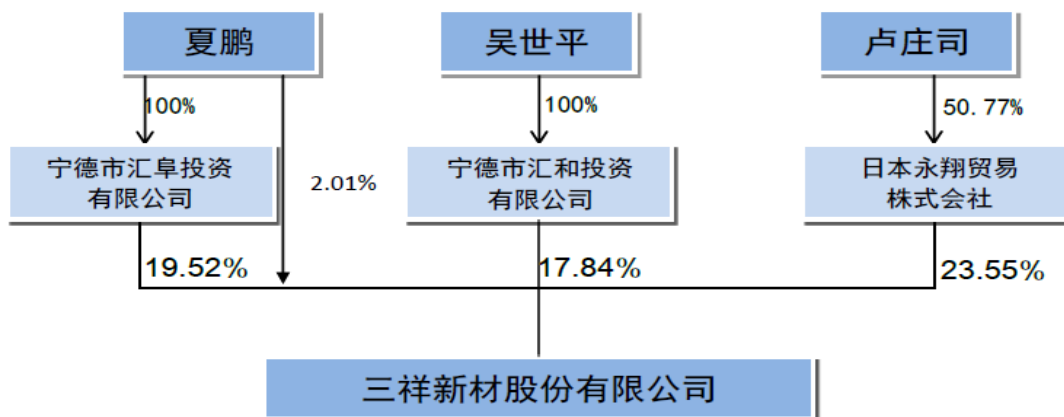 夏鹏
吴世平
卢庄司
100%
100%
50.77%
宁德市汇阜投资
有限公司
2.01%
宁德市汇和投资
有限公司
日本永翔贸易
株式会社
19.52%
17.84%
23.55%
三祥新材股份有限公司